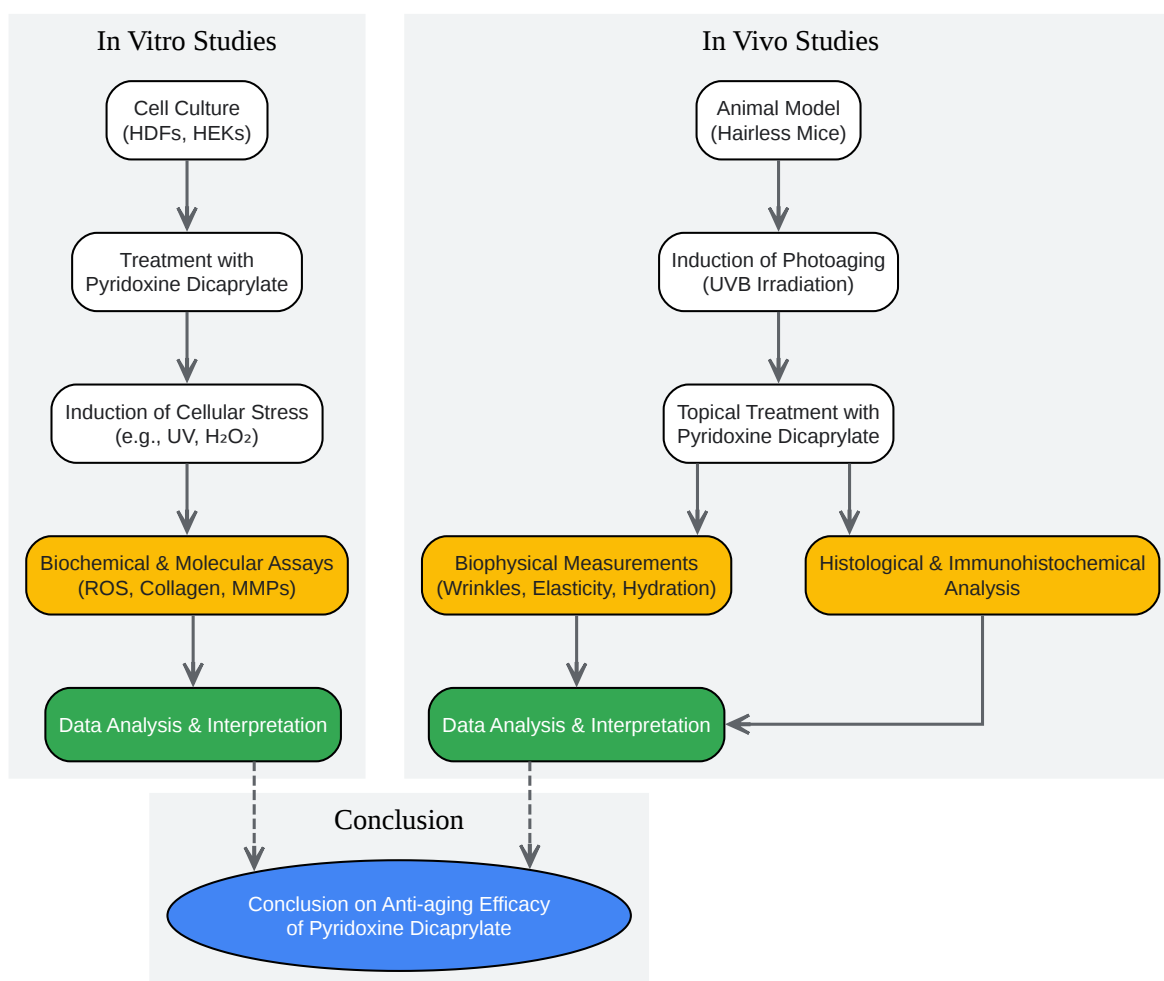 In Vitro Studies
Cell Culture
(HDFs, HEKs)
Treatment with
Pyridoxine Dicaprylate
Induction of Cellular Stress
(e.g., UV, H₂O₂)
Biochemical & Molecular Assays
(ROS, Collagen, MMPs)
Data Analysis & Interpretation
In Vivo Studies
Animal Model
(Hairless Mice)
Induction of Photoaging
(UVB Irradiation)
Topical Treatment with
Pyridoxine Dicaprylate
Biophysical Measurements
(Wrinkles, Elasticity, Hydration)
Histological & Immunohistochemical
Analysis
Data Analysis & Interpretation
Conclusion
Conclusion on Anti-aging Efficacy
of Pyridoxine Dicaprylate